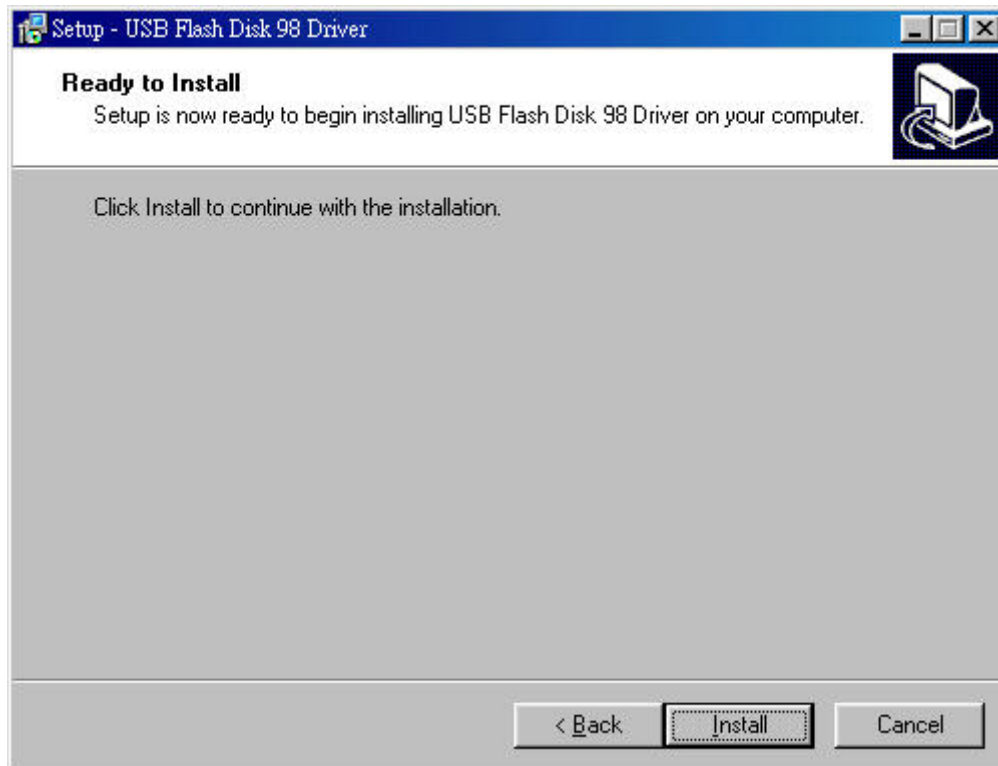 Setup - USB Flash Disk 98 Driver
Ready to Install
Setup is now ready to begin installing USB Flash Disk 98 Driver on your computer.
Click Install to continue with the installation.
< Back
Install
Cancel